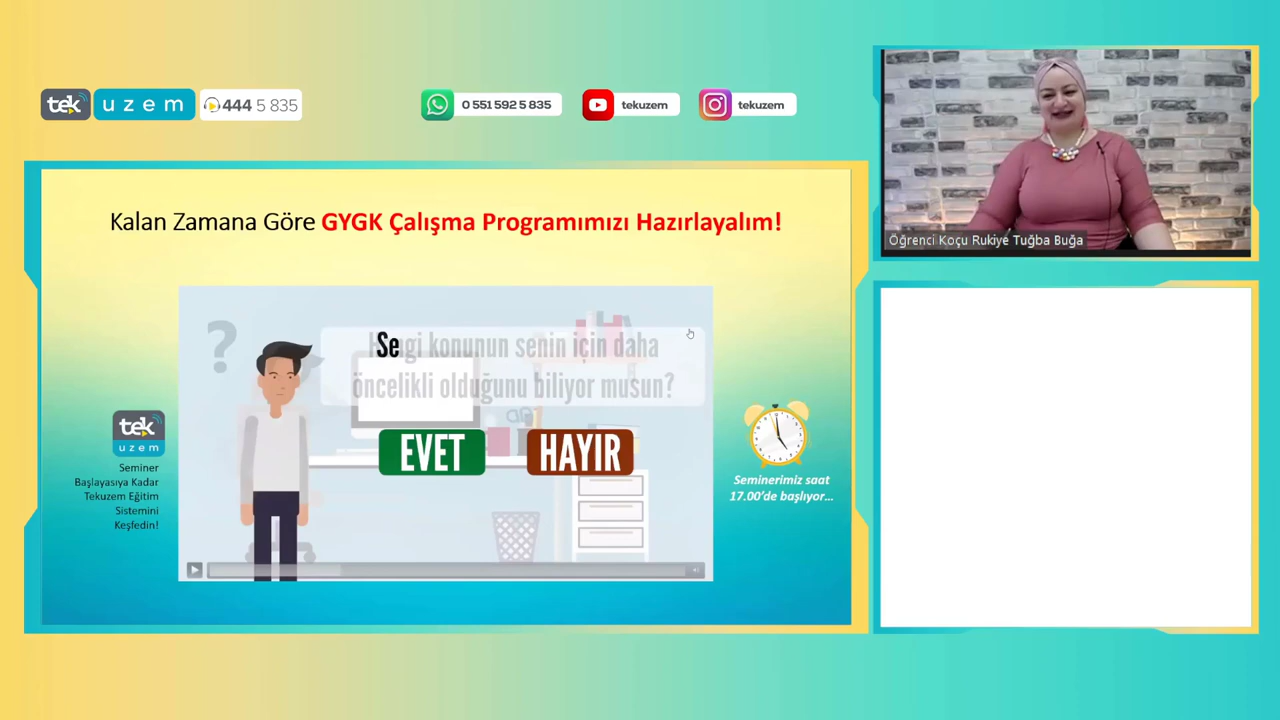 tek
uzem
444 5 835
0 551 592 5 835
tekuzem
tekuzem
Öğrenci Koçu Rukiye Tuğba Buğa
Kalan Zamana Göre GYGK Çalışma Programımızı Hazırlayalım!
?
Se
konunun senin için daha
öncelikli olduğunu biliyor musun?
EVET
HAYIR
tek
uzem
Seminer
Başlayasıya Kadar
Tekuzem Eğitim
Sistemini
Keşfedin!
Seminerimiz saat
17.00'de başlıyor...